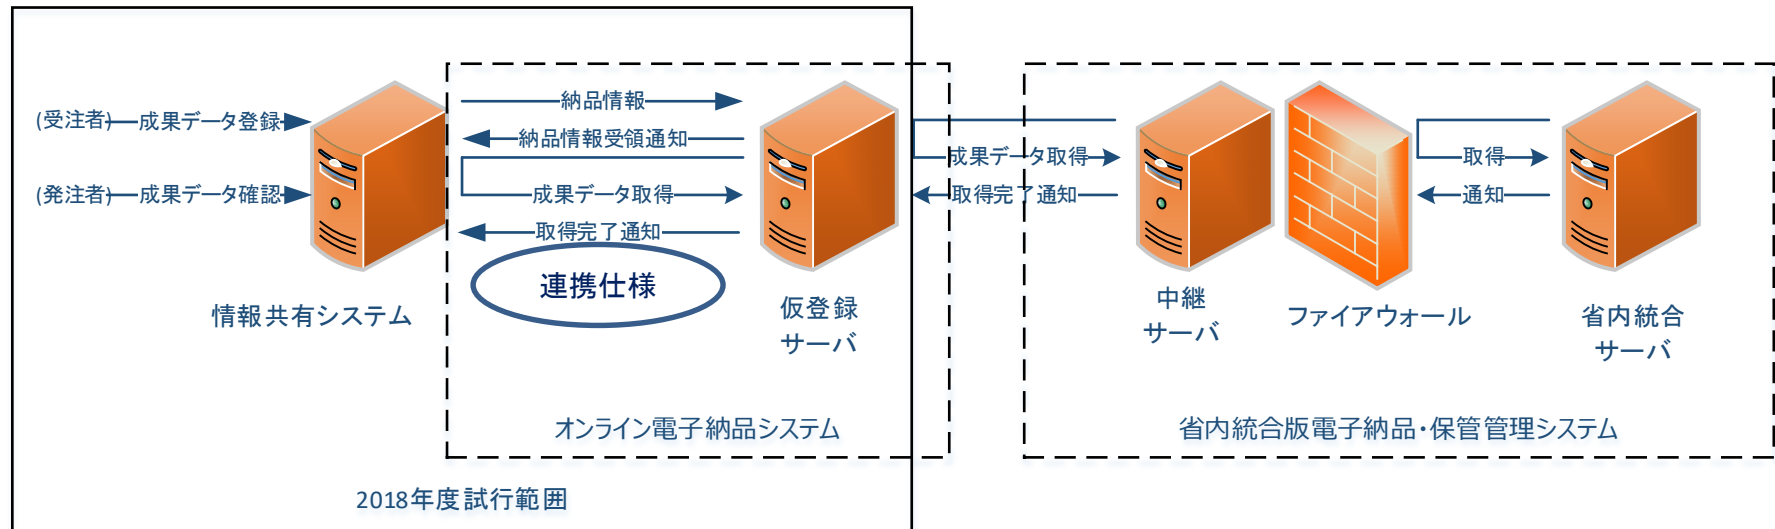 (受注者) 成果データ登録
(発注者) 成果データ確認
情報共有システム
納品情報
納品情報受領通知
成果データ取得
取得完了通知
連携仕様
仮登録
サーバ
オンライン電子納品システム
2018年度試行範囲
成果データ取得
取得完了通知
中継
サーバ
ファイアウォール
取得
通知
省内統合
サーバ
省内統合版電子納品・保管管理システム